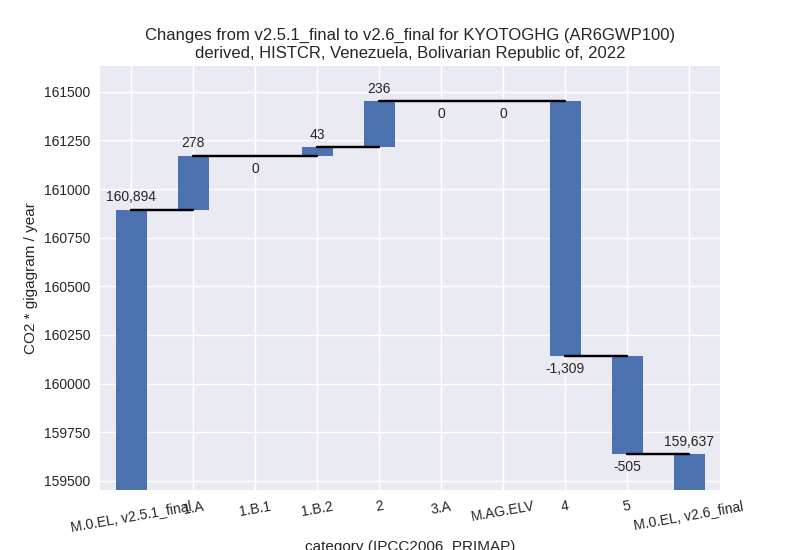 Changes from v2.5.1_final to v2.6_final for KYOTOGHG (AR6GWP100)
derived, HISTCR, Venezuela, Bolivarian Republic of, 2022
CO2 * gigagram / year
161500
161250
161000
160750
160500
160250
160000
159750
159500
160,894
278
0
43
236
0
0
-1,309
-505
159,637
M.0.EL, v2.5.1_final
1.A
1.B.1
1.B.2
2
3.A
M.AG.ELV
4
5
M.0.EL, v2.6_final
category (IPCC2006_PRIMAP)